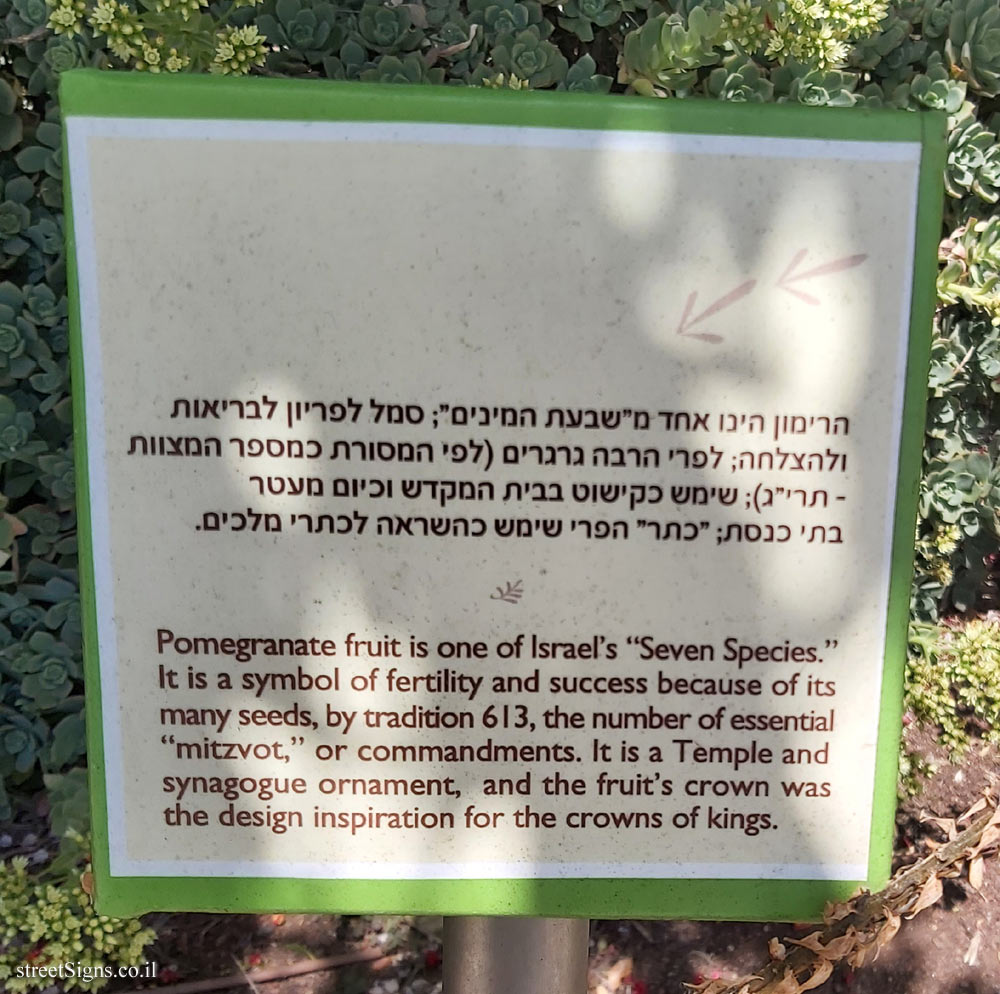 הרימון הינו אחד מ"שבעת המינים"; סמל לפריון לבריאות
ולהצלחה; לפרי הרבה גרגרים (לפי המסורת כמספר המצוות
- תרי"ג); שימש כקישוט בבית המקדש וכיום מעטר
בתי כנסת; "כתר" הפרי שימש כהשראה לכתרי מלכים.
Pomegranate fruit is one of Israel's "Seven Species."
It is a symbol of fertility and success because of its
many seeds, by tradition 613, the number of essential
"mitzvot," or commandments. It is a Temple and
synagogue ornament, and the fruit's crown was
the design inspiration for the crowns of kings.
streetSigns.co.il